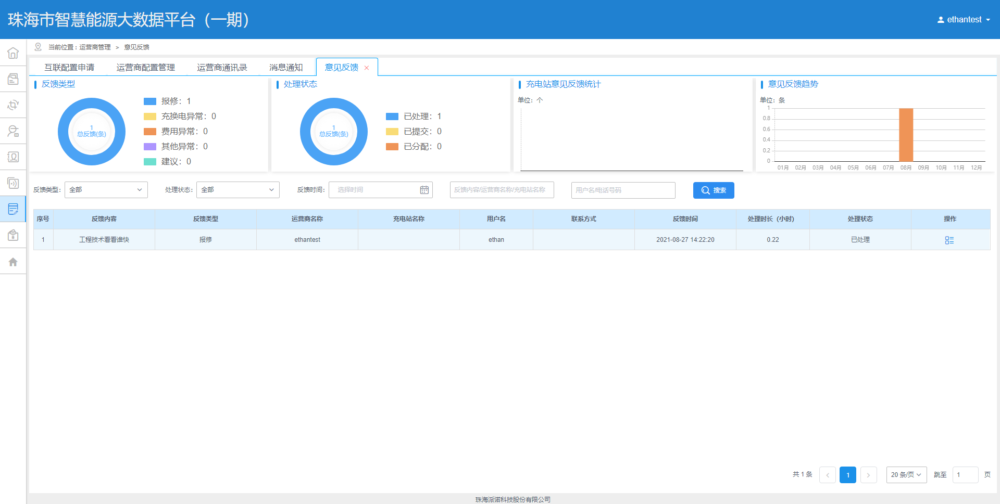 珠海市智慧能源大数据平台（一期）
ethantest
当前位置：运营商管理 > 意见反馈
互联配置申请 运营商配置管理 运营商通讯录 消息通知 意见反馈
反馈类型
1
总反馈(条)
报修：1
充换电异常：0
费用异常：0
其他异常：0
建议：0
处理状态
1
总反馈(条)
已处理：1
已提交：0
已分配：0
充电站意见反馈统计
单位：个
意见反馈趋势
单位：条
1
0.8
0.6
0.4
0.2
0
01月 02月 03月 04月 05月 06月 07月 08月 09月 10月 11月 12月
反馈类型： 全部 处理状态： 全部 反馈时间： 选择时间 反馈内容/运营商名称/充电站名称 用户名/电话号码 搜索
序号 反馈内容 反馈类型 运营商名称 充电站名称 用户名 联系方式 反馈时间 处理时长（小时） 处理状态 操作
1 工程技术看看谁快 报修 ethantest ethan 2021-08-27 14:22:20 0.22 已处理
共 1 条 < 1 > 20 条/页 跳至 1 页
珠海派诺科技股份有限公司